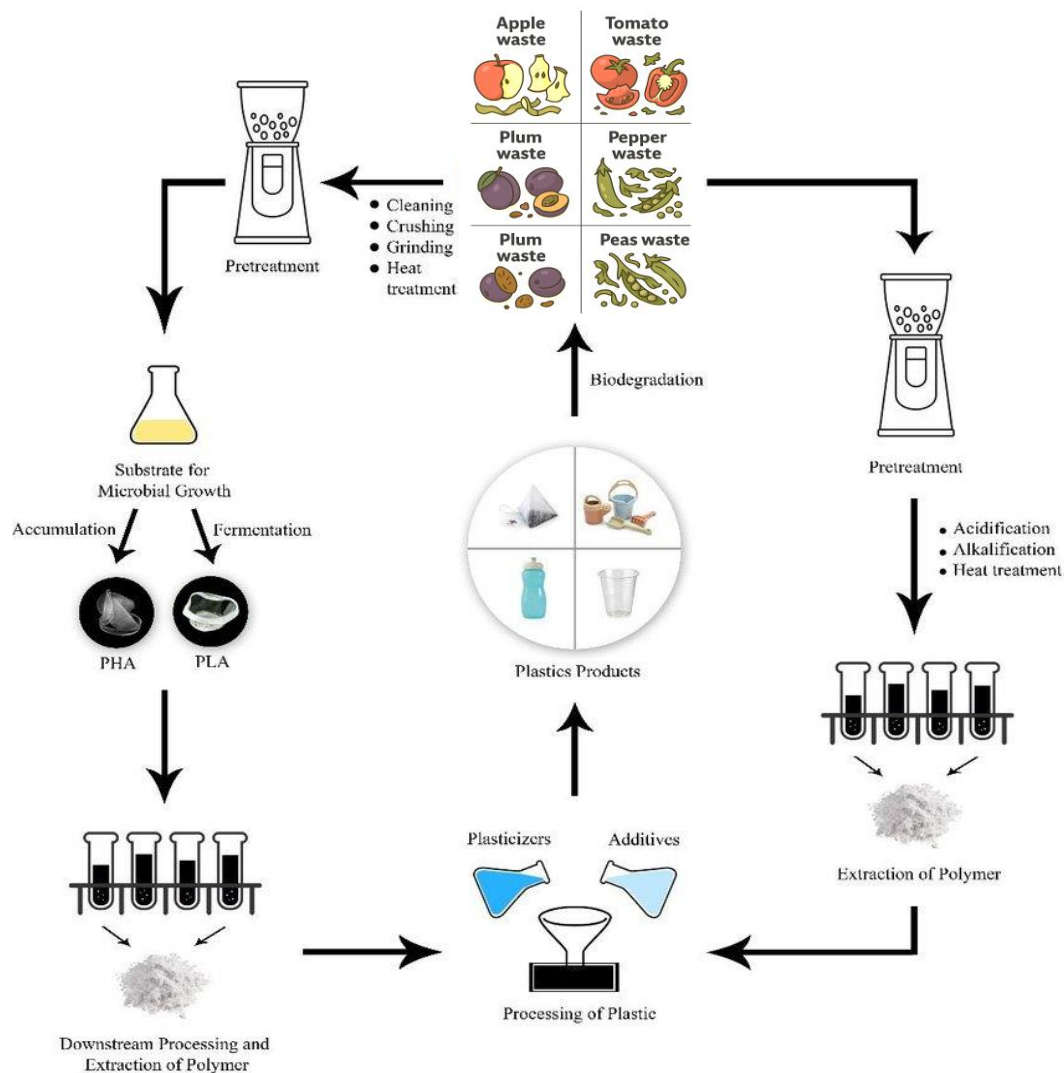 Apple
waste
Tomato
waste
Plum
waste
Pepper
waste
Plum
waste
Peas waste
Cleaning
Crushing
Grinding
Heat
treatment
Pretreatment
Substrate for
Microbial Growth
Accumulation
Fermentation
PHA
PLA
Downstream Processing and
Extraction of Polymer
Biodegradation
Plastics Products
Plasticizers
Additives
Processing of Plastic
Pretreatment
Acidification
Alkalification
Heat treatment
Extraction of Polymer